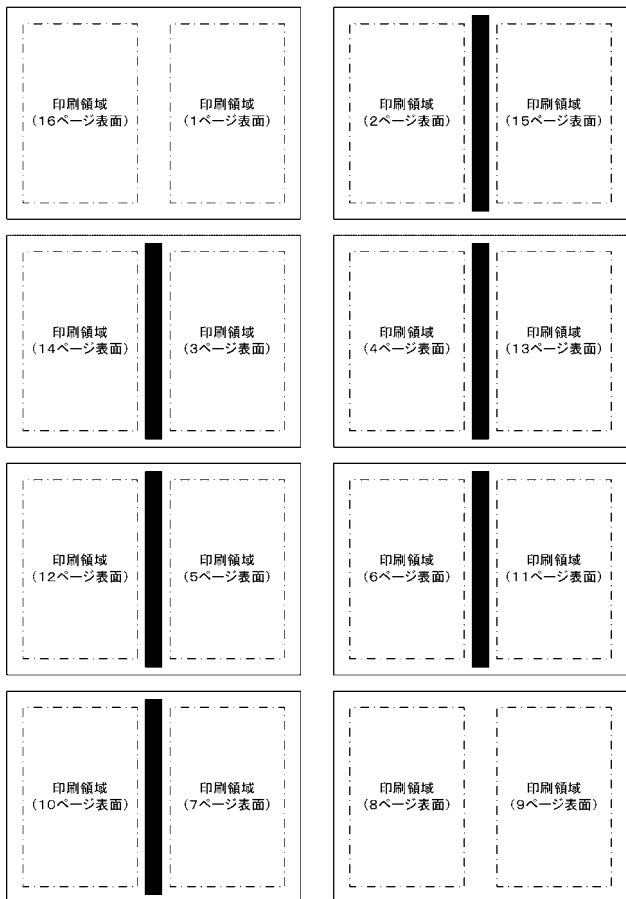 印刷領域
(16ページ表面)
印刷領域
(1ページ表面)
印刷領域
(2ページ表面)
印刷領域
(15ページ表面)
印刷領域
(14ページ表面)
印刷領域
(3ページ表面)
印刷領域
(4ページ表面)
印刷領域
(13ページ表面)
印刷領域
(12ページ表面)
印刷領域
(5ページ表面)
印刷領域
(6ページ表面)
印刷領域
(11ページ表面)
印刷領域
(10ページ表面)
印刷領域
(7ページ表面)
印刷領域
(8ページ表面)
印刷領域
(9ページ表面)